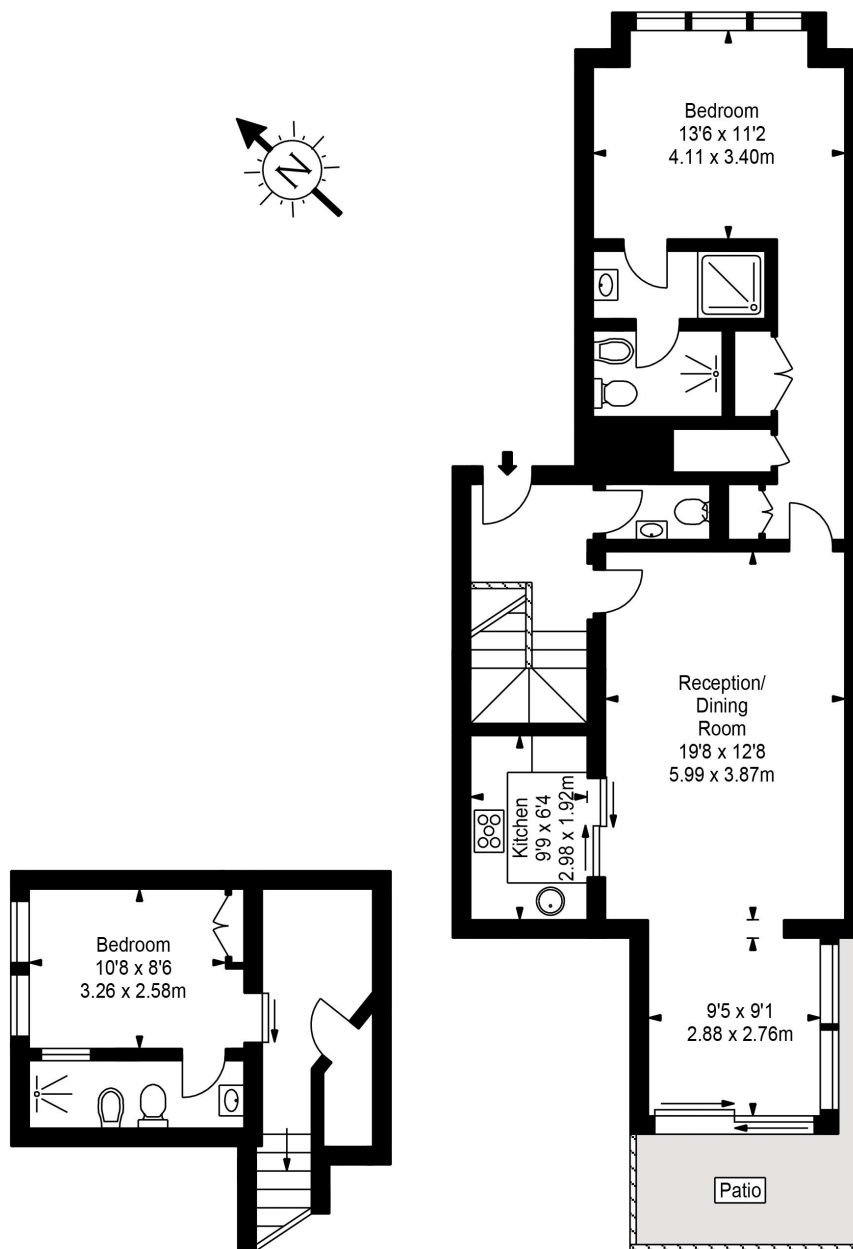 Bedroom
13'6 x 11'2
4.11 x 3.40m
N
Reception/
Dining
Room
19'8 x 12'8
5.99 x 3.87m
Kitchen
9'9 x 6'4
2.98 x 1.92m
Bedroom
10'8 x 8'6
3.26 x 2.58m
9'5 x 9'1
2.88 x 2.76m
Patio